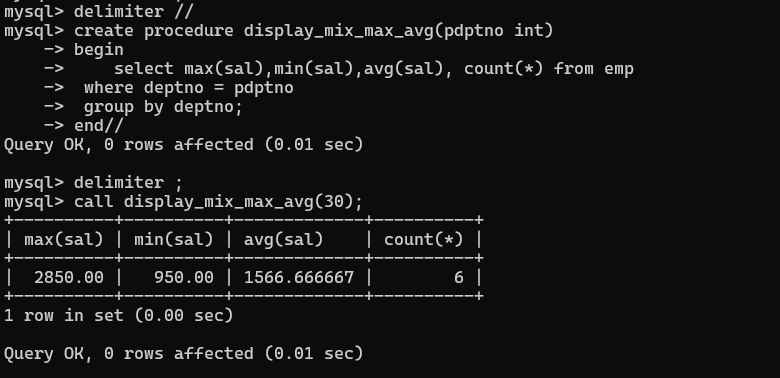 mysql> delimiter //
mysql> create procedure display_mix_max_avg(pdptno int)
    -> begin
    ->     select max(sal),min(sal),avg(sal), count(*) from emp
    ->  where deptno = pdptno
    ->  group by deptno;
    -> end//
Query OK, 0 rows affected (0.01 sec)

mysql> delimiter ;
mysql> call display_mix_max_avg(30);
+----------+----------+-------------+----------+
| max(sal) | min(sal) | avg(sal)    | count(*) |
+----------+----------+-------------+----------+
|  2850.00 |   950.00 | 1566.666667 |        6 |
+----------+----------+-------------+----------+
1 row in set (0.00 sec)

Query OK, 0 rows affected (0.01 sec)